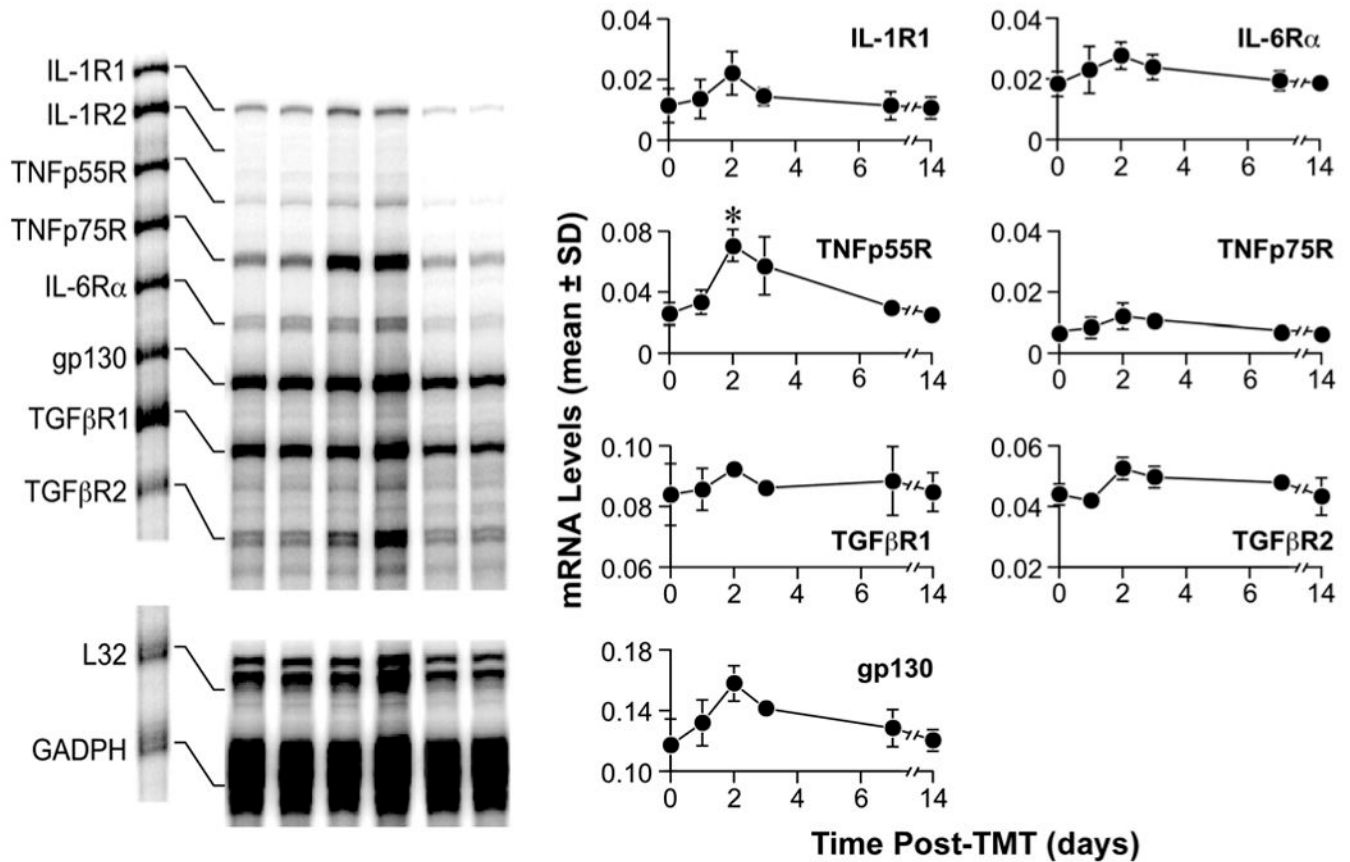 IL-1R1
IL-1R2
TNFp55R
TNFp75R
IL-6Rα
gp130
TGFβR1
TGFβR2
L32
GADPH
mRNA Levels (mean ± SD)
IL-1R1
0.04
0.02
0
0 2 4 6 14
IL-6Rα
0.04
0.02
0
0 2 4 6 14
TNFp55R
*
0.08
0.04
0
0 2 4 6 14
TNFp75R
0.04
0.02
0
0 2 4 6 14
TGFβR1
0.10
0.08
0.06
0 2 4 6 14
TGFβR2
0.06
0.04
0.02
0 2 4 6 14
gp130
0.18
0.14
0.10
0 2 4 6 14
Time Post-TMT (days)